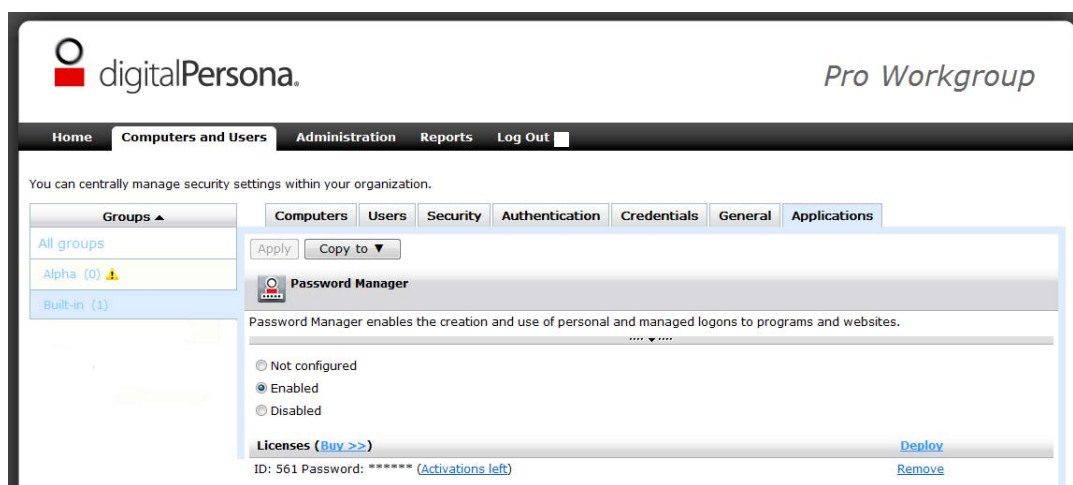 digitalPersona.
Pro Workgroup
Home Computers and Users Administration Reports Log Out
You can centrally manage security settings within your organization.
Groups ▲
All groups
Alpha (0)
Built-in (1)
Computers Users Security Authentication Credentials General Applications
Apply Copy to ▼
Password Manager
Password Manager enables the creation and use of personal and managed logons to programs and websites.
Not configured
Enabled
Disabled
Licenses (Buy >>) Deploy
ID: 561 Password: ****** (Activations left) Remove